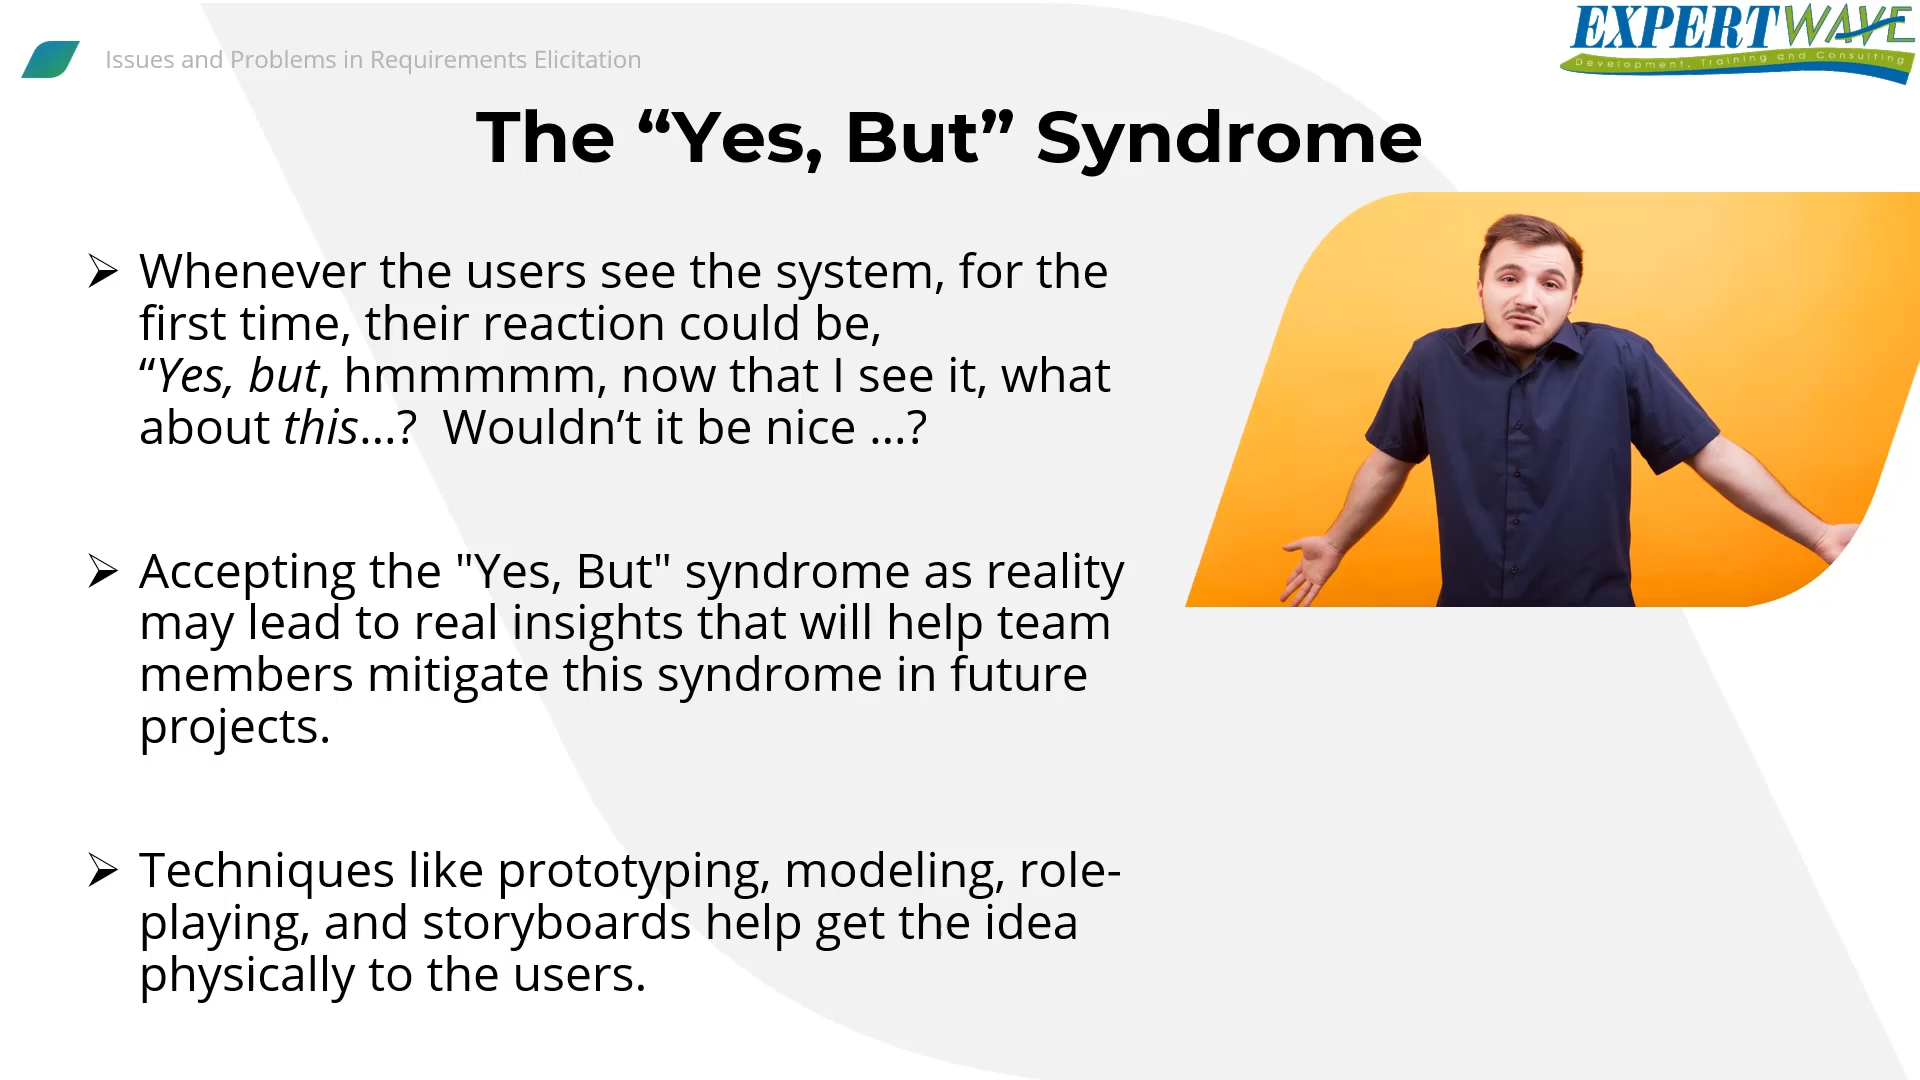 EXPERTWAVE
Development, Training and Consulting
Issues and Problems in Requirements Elicitation
The “Yes, But” Syndrome
➢ Whenever the users see the system, for the
first time, their reaction could be,
“Yes, but, hmmmmm, now that I see it, what
about this...?  Wouldn’t it be nice ...?
➢ Accepting the "Yes, But" syndrome as reality
may lead to real insights that will help team
members mitigate this syndrome in future
projects.
➢ Techniques like prototyping, modeling, role-
playing, and storyboards help get the idea
physically to the users.